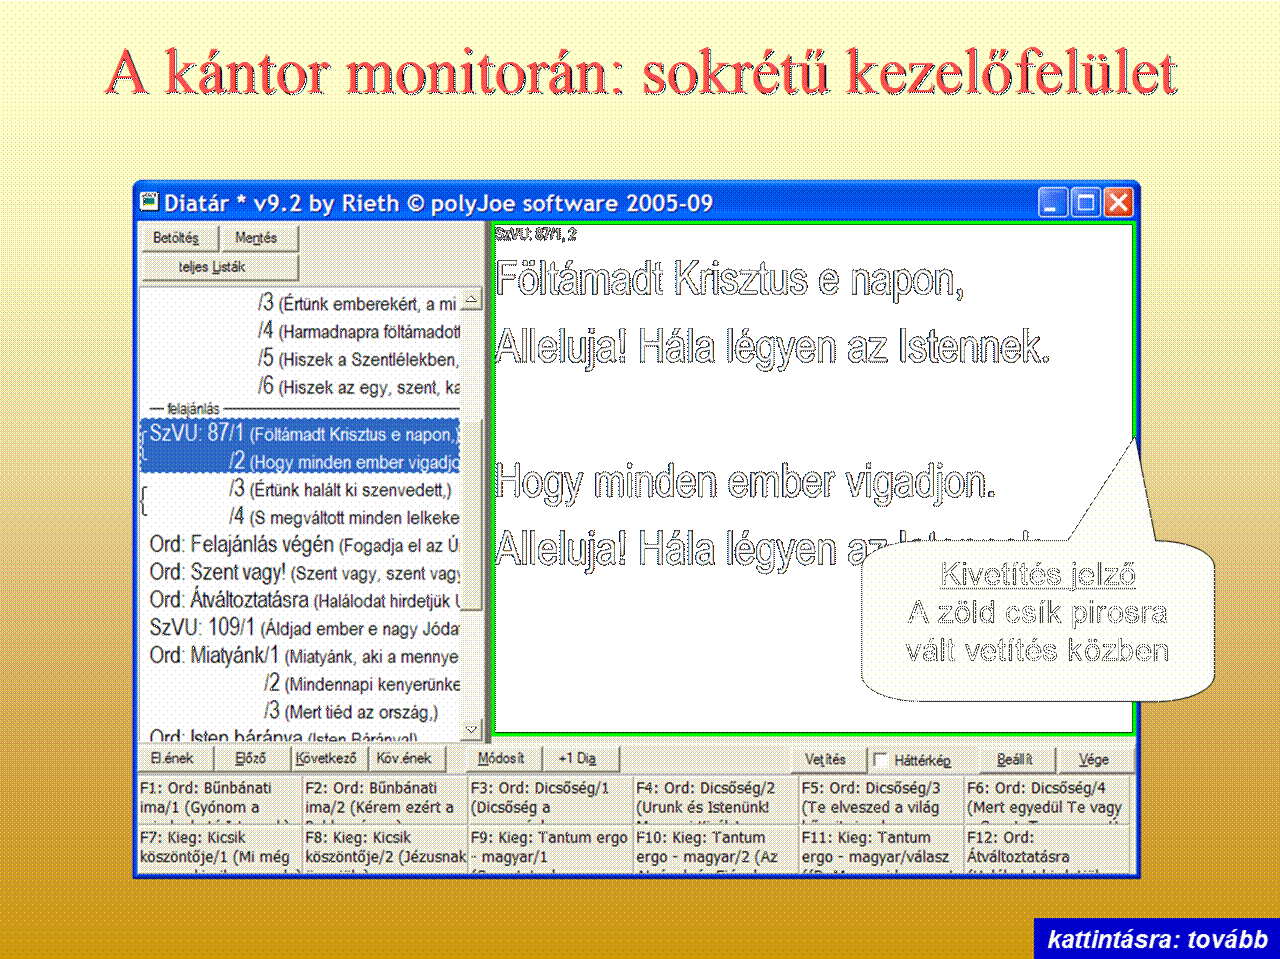 A kántor monitorán: sokrétű kezelőfelület
Diatár * v9.2 by Rieth © polyJoe software 2005-09
Betöltés Mentés
teljes Listák
/3 (Értünk emberekért, a mi
/4 (Harmadnapra föltámadott
/5 (Hiszek a Szentlélekben,
/6 (Hiszek az egy, szent, ka
felajánlás
SzVU: 87/1 (Föltámadt Krisztus e napon,)
/2 (Hogy minden ember vigadjo
/3 (Értünk halált ki szenvedett,)
/4 (S megváltott minden lelkeke
Ord: Felajánlás végén (Fogadja el az Ú
Ord: Szent vagy! (Szent vagy, szent vagy
Ord: Átváltoztatásra (Halálodat hirdetjük
SzVU: 109/1 (Áldjad ember e nagy Jóda
Ord: Miatyánk/1 (Miatyánk, aki a mennye
/2 (Mindennapi kenyerünke
/3 (Mert tiéd az ország,)
Ord: Isten báránya (Isten Báránya!)
SzVU: 87/1, 2
Föltámadt Krisztus e napon,
Alleluja! Hála légyen az Istennek.
Hogy minden ember vigadjon.
Alleluja! Hála légyen az Istennek.
Kivetítés jelző
A zöld csík pirosra
vált vetítés közben
El.ének Előző Következő Köv.ének Módosít +1 Dia Vetítés Háttérkép Beállít Vége
F1: Ord: Bűnbánati
ima/1 (Gyónom a
F2: Ord: Bűnbánati
ima/2 (Kérem ezért a
F3: Ord: Dicsőség/1
(Dicsőség a
F4: Ord: Dicsőség/2
(Urunk és Istenünk!
F5: Ord: Dicsőség/3
(Te elveszed a világ
F6: Ord: Dicsőség/4
(Mert egyedül Te vagy
F7: Kieg: Kicsik
köszöntője/1 (Mi még
F8: Kieg: Kicsik
köszöntője/2 (Jézusnak
F9: Kieg: Tantum ergo
- magyar/1
F10: Kieg: Tantum
ergo - magyar/2 (Az
F11: Kieg: Tantum
ergo - magyar/válasz
F12: Ord:
Átváltoztatásra
kattintásra: tovább